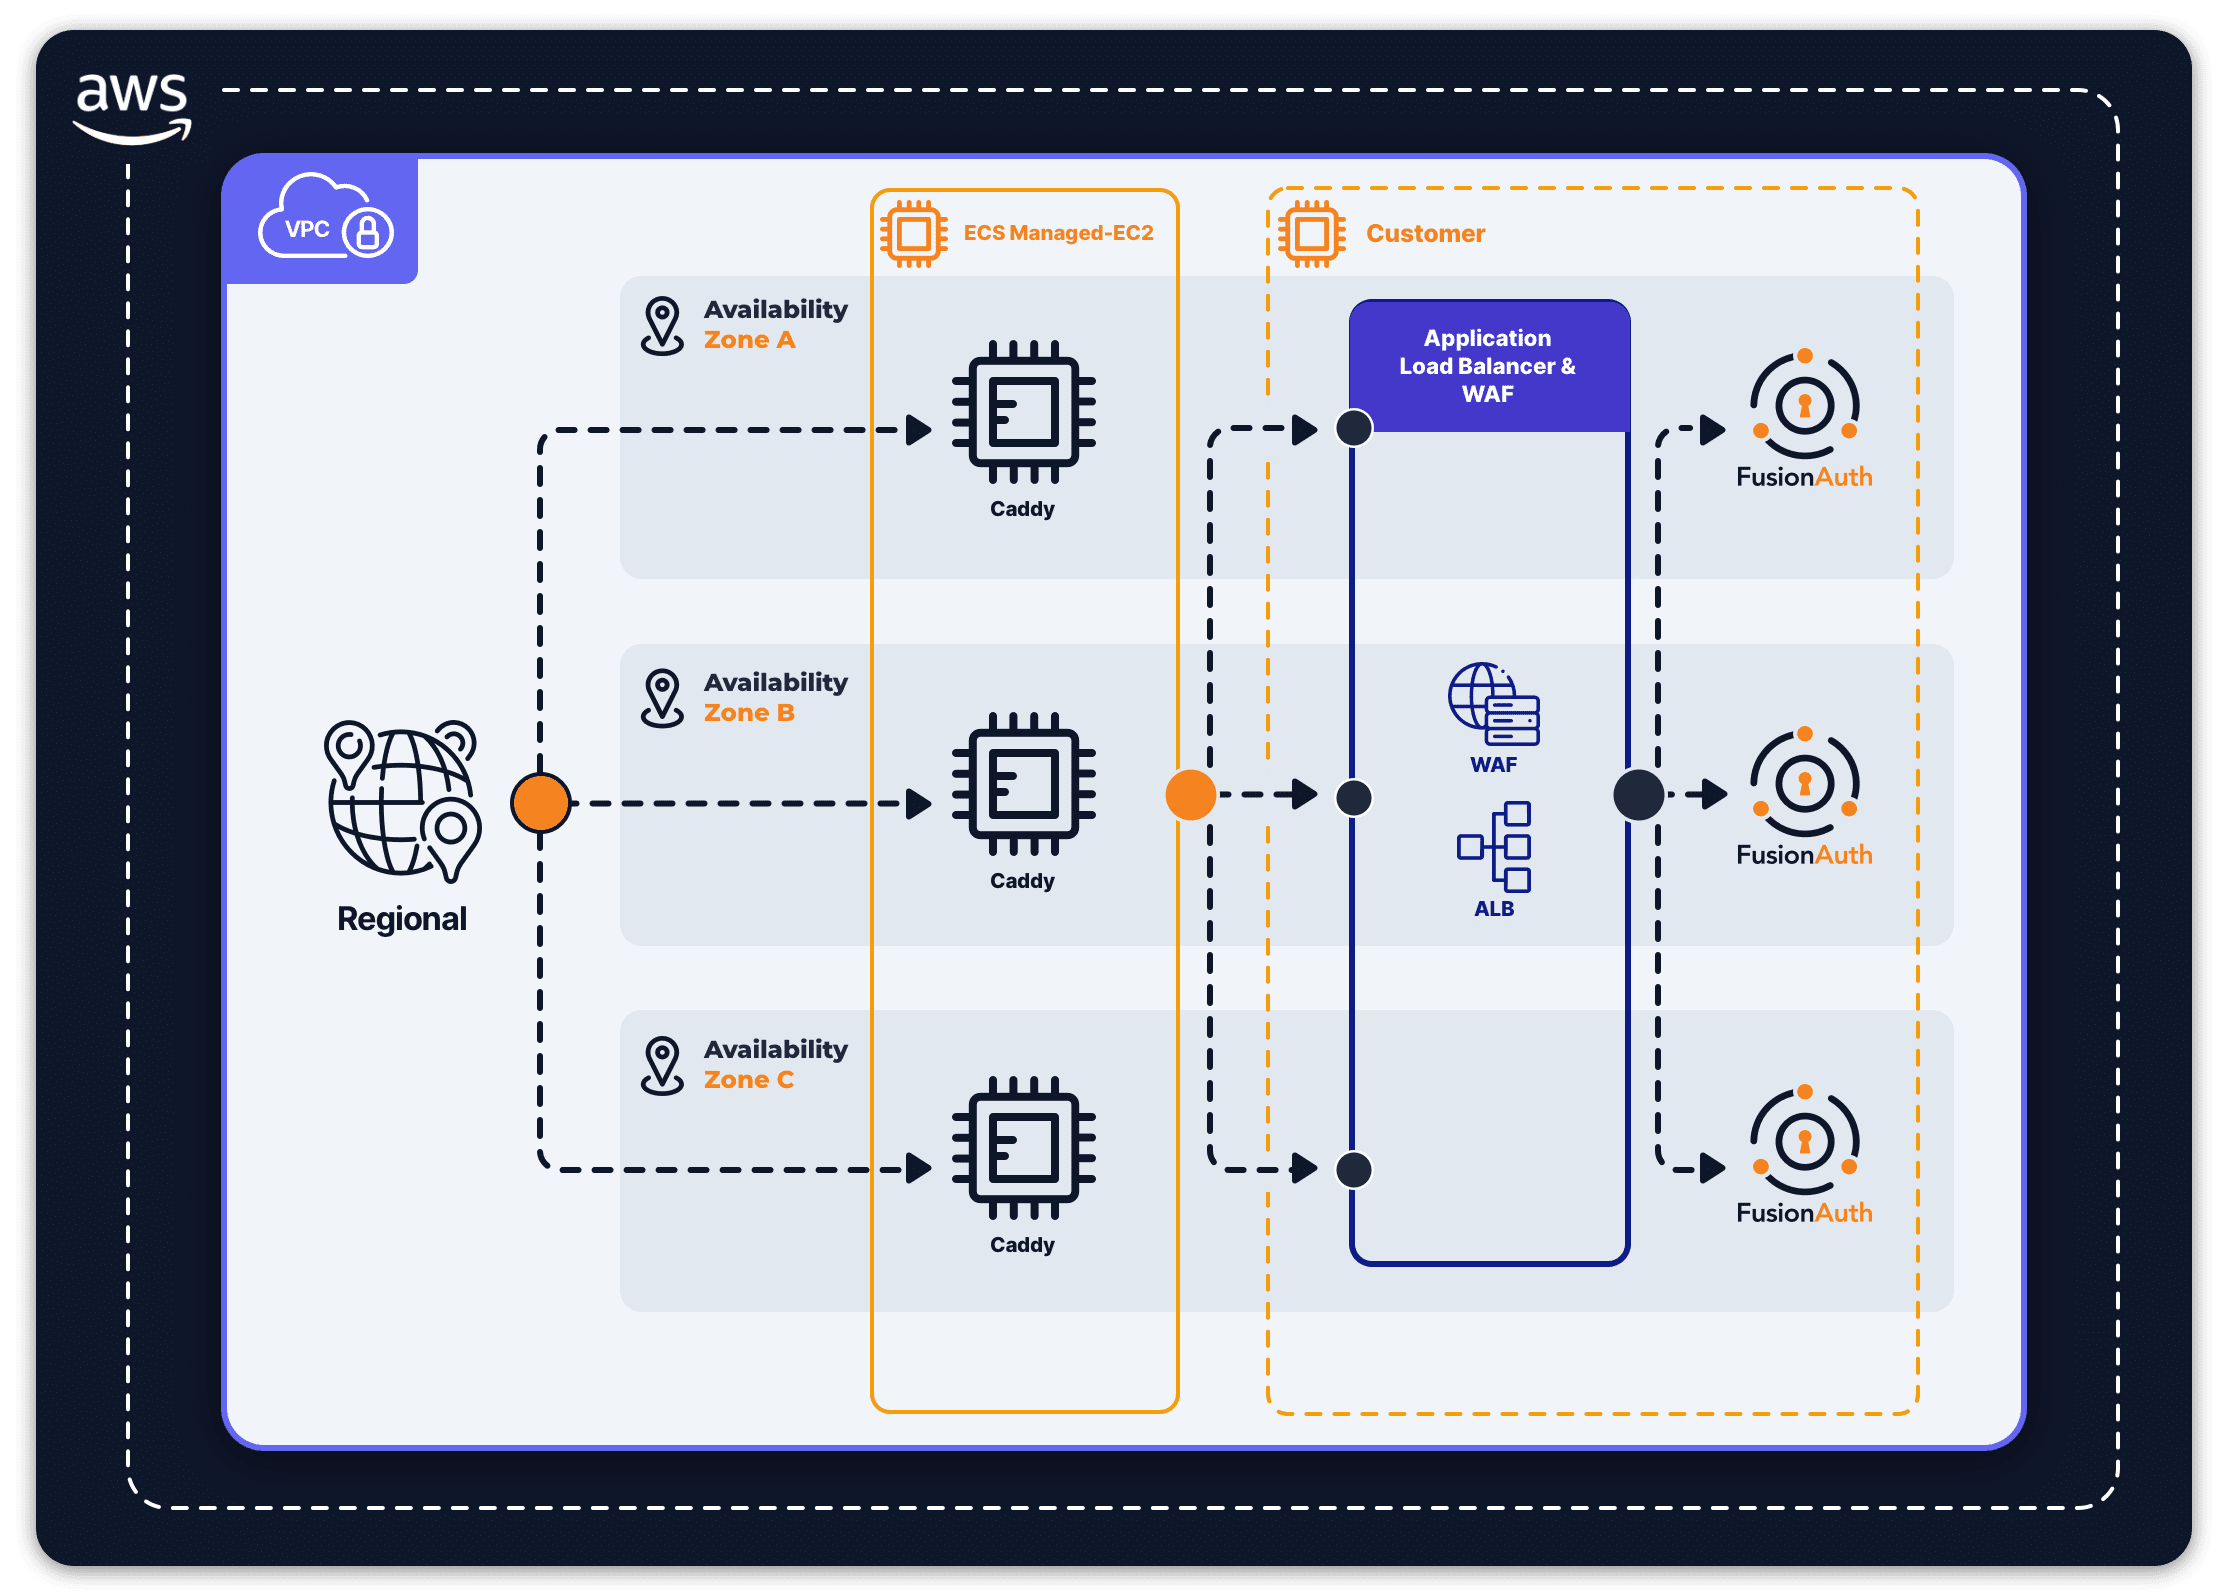 aws
VPC
ECS Managed-EC2
Customer
Availability
Zone A
Application
Load Balancer &
WAF
Caddy
FusionAuth
Availability
Zone B
WAF
ALB
Caddy
FusionAuth
Regional
Availability
Zone C
Caddy
FusionAuth